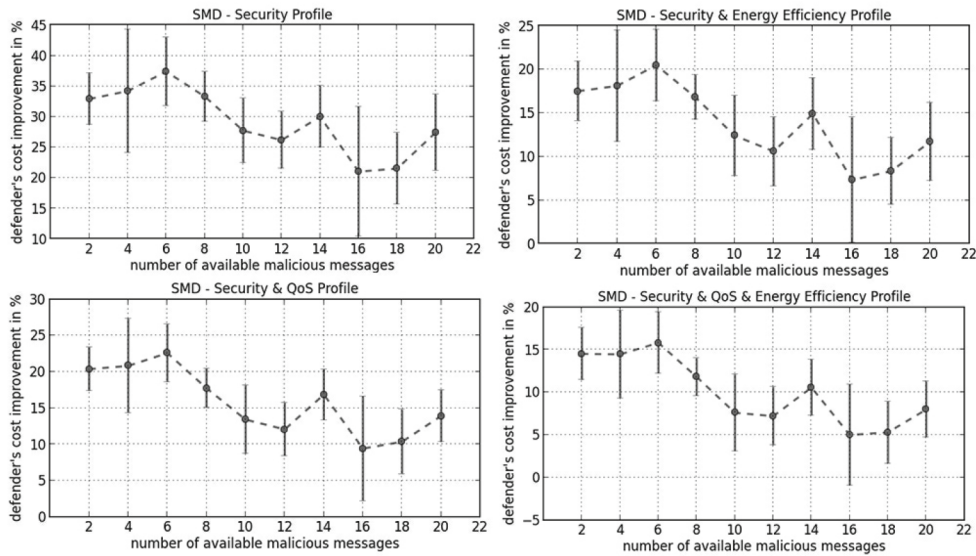 SMD - Security Profile
defender's cost improvement in %
45
40
35
30
25
20
15
10
2 4 6 8 10 12 14 16 18 20 22
number of available malicious messages
SMD - Security & Energy Efficiency Profile
defender's cost improvement in %
25
20
15
10
5
0
2 4 6 8 10 12 14 16 18 20 22
number of available malicious messages
SMD - Security & QoS Profile
defender's cost improvement in %
30
25
20
15
10
5
0
2 4 6 8 10 12 14 16 18 20 22
number of available malicious messages
SMD - Security & QoS & Energy Efficiency Profile
defender's cost improvement in %
20
15
10
5
0
−5
2 4 6 8 10 12 14 16 18 20 22
number of available malicious messages